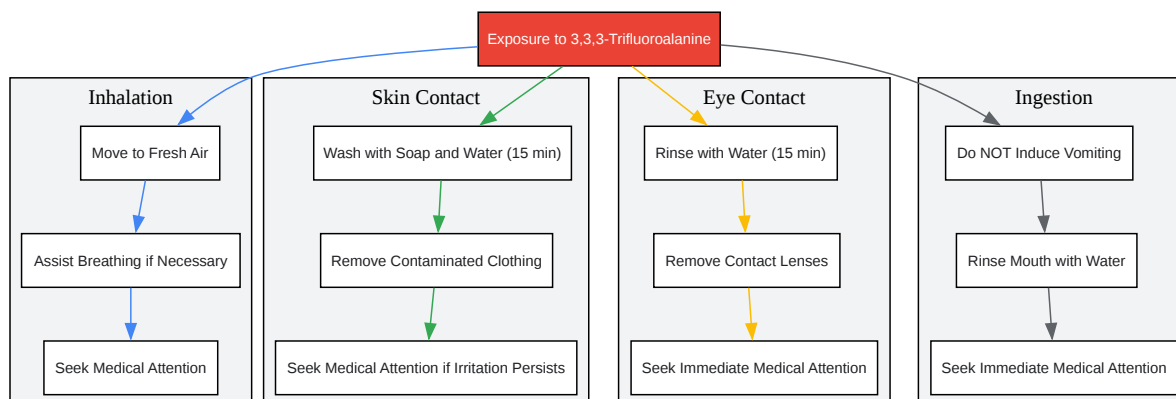 Exposure to 3,3,3-Trifluoroalanine
Inhalation
Move to Fresh Air
Assist Breathing if Necessary
Seek Medical Attention
Skin Contact
Wash with Soap and Water (15 min)
Remove Contaminated Clothing
Seek Medical Attention if Irritation Persists
Eye Contact
Rinse with Water (15 min)
Remove Contact Lenses
Seek Immediate Medical Attention
Ingestion
Do NOT Induce Vomiting
Rinse Mouth with Water
Seek Immediate Medical Attention